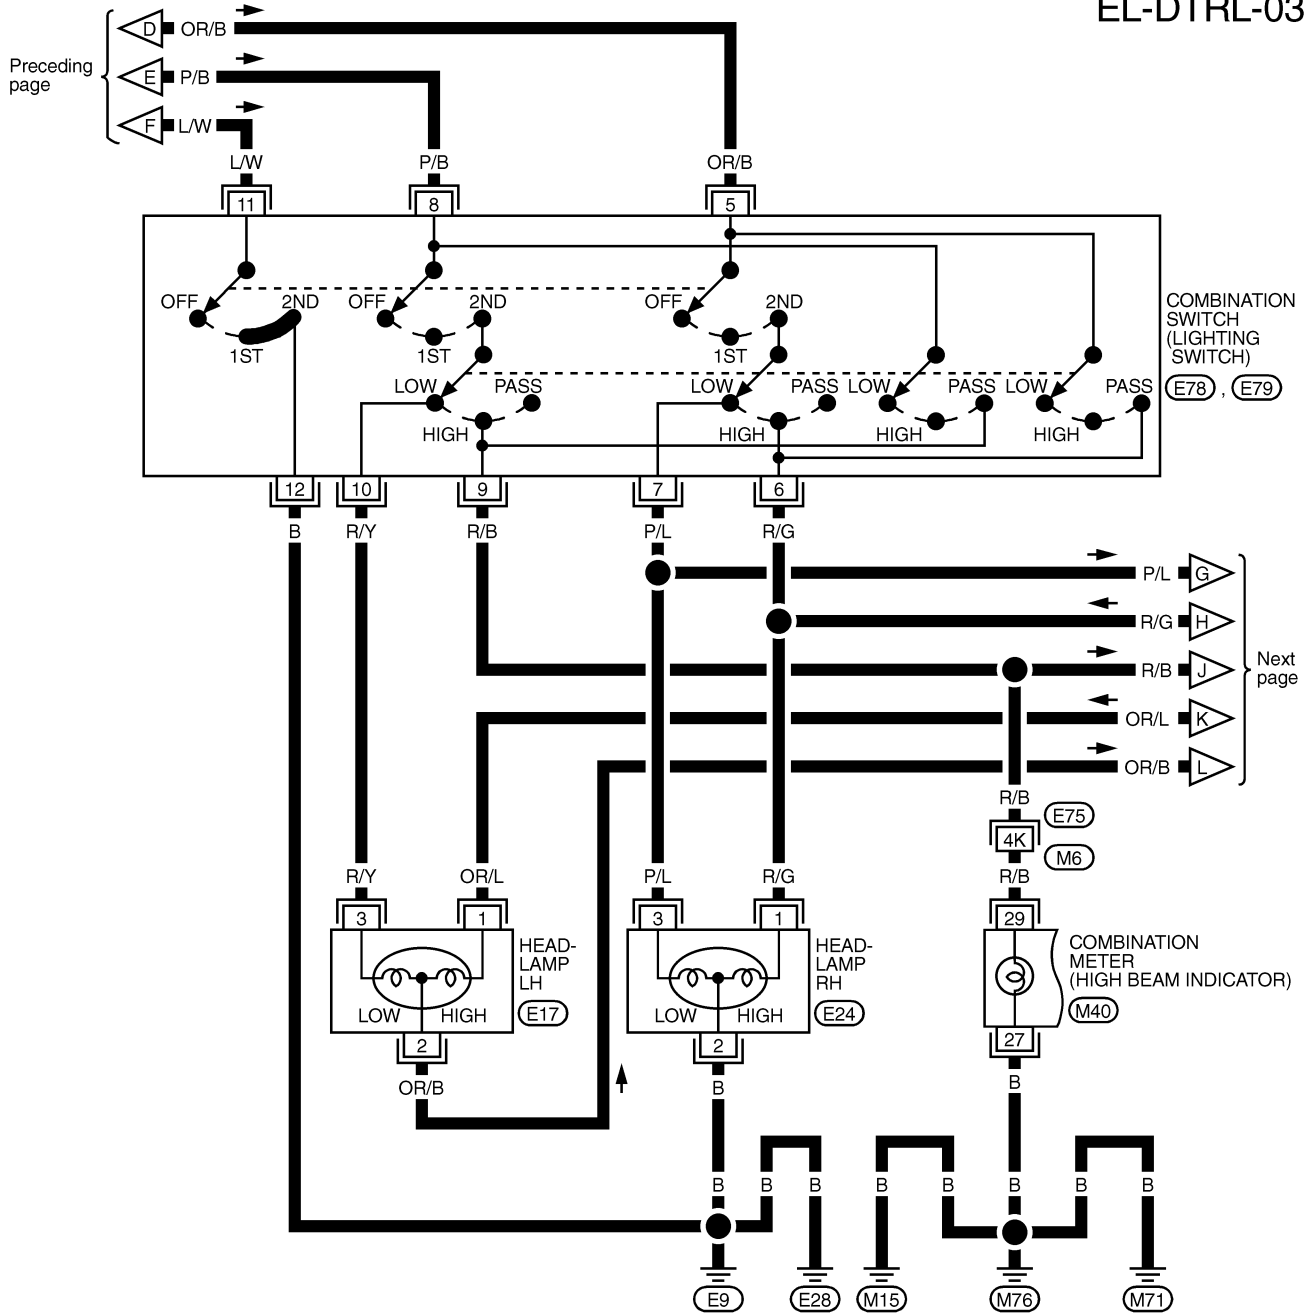 EL-DTRL-03
D OR/B
Preceding
page
E P/B
F L/W
L/W P/B OR/B
11 8 5
OFF 2ND OFF 2ND OFF 2ND
1ST 1ST 1ST
COMBINATION
SWITCH
(LIGHTING
SWITCH)
E78 , E79
LOW PASS LOW PASS LOW PASS LOW PASS
HIGH HIGH HIGH HIGH
12 10 9 7 6
B R/Y R/B P/L R/G
P/L G
R/G H
R/B J
Next
page
OR/L K
OR/B L
R/B
E75
4K
M6
R/Y OR/L P/L R/G R/B
3 1 3 1 29
HEAD-
LAMP
LH
E17
HEAD-
LAMP
RH
E24
COMBINATION
METER
(HIGH BEAM INDICATOR)
M40
LOW HIGH LOW HIGH
2 2 27
OR/B B B
B B B B B B B B
E9 E28 M15 M76 M71